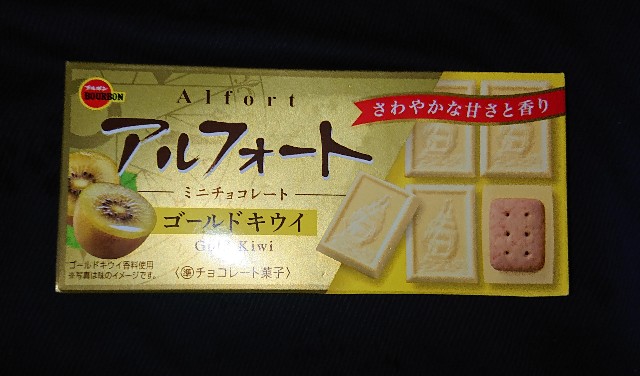 ブルボン
BOURBON
Alfort
さわやかな甘さと香り
アルフォート
ミニチョコレート
ゴールドキウイ
Gold Kiwi
ゴールドキウイ香料使用
※写真は味のイメージです。
〈準チョコレート菓子〉